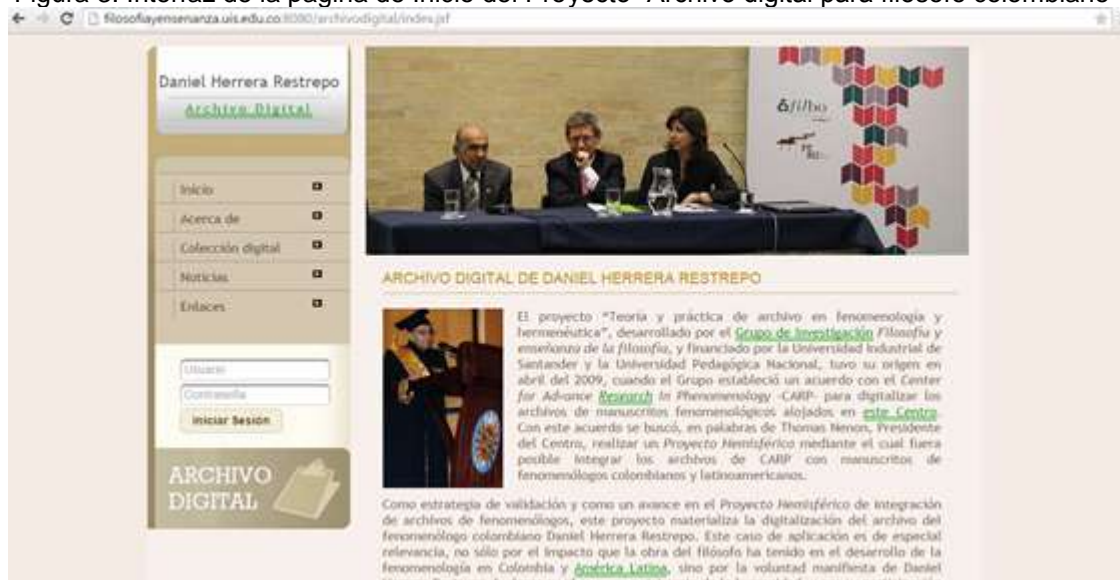 Figura 8. Interfaz de la página de inicio del Proyecto "Archivo digital para filósofo colombiano"
filosofiayensenanza.uis.edu.co:8080/archivodigital/index.jsf
Daniel Herrera Restrepo
Archivo Digital
Inicio
Acerca de
Colección digital
Noticias
Enlaces
Usuario
Contraseña
Iniciar Sesión
ARCHIVO
DIGITAL
filbo
ARCHIVO DIGITAL DE DANIEL HERRERA RESTREPO
El proyecto "Teoría y práctica de archivo en fenomenología y
hermenéutica", desarrollado por el Grupo de Investigación Filosofía y
enseñanza de la filosofía, y financiado por la Universidad Industrial de
Santander y la Universidad Pedagógica Nacional, tuvo su origen en
abril del 2009, cuando el Grupo estableció un acuerdo con el Center
for Advance Research in Phenomenology -CARP- para digitalizar los
archivos de manuscritos fenomenológicos alojados en este Centro.
Con este acuerdo se buscó, en palabras de Thomas Nenon, Presidente
del Centro, realizar un Proyecto Hemisférico mediante el cual fuera
posible integrar los archivos de CARP con manuscritos de
fenomenólogos colombianos y latinoamericanos.
Como estrategia de validación y como un avance en el Proyecto Hemisférico de integración
de archivos de fenomenólogos, este proyecto materializa la digitalización del archivo del
fenomenólogo colombiano Daniel Herrera Restrepo. Este caso de aplicación es de especial
relevancia, no sólo por el impacto que la obra del filósofo ha tenido en el desarrollo de la
fenomenología en Colombia y América Latina, sino por la voluntad manifiesta de Daniel